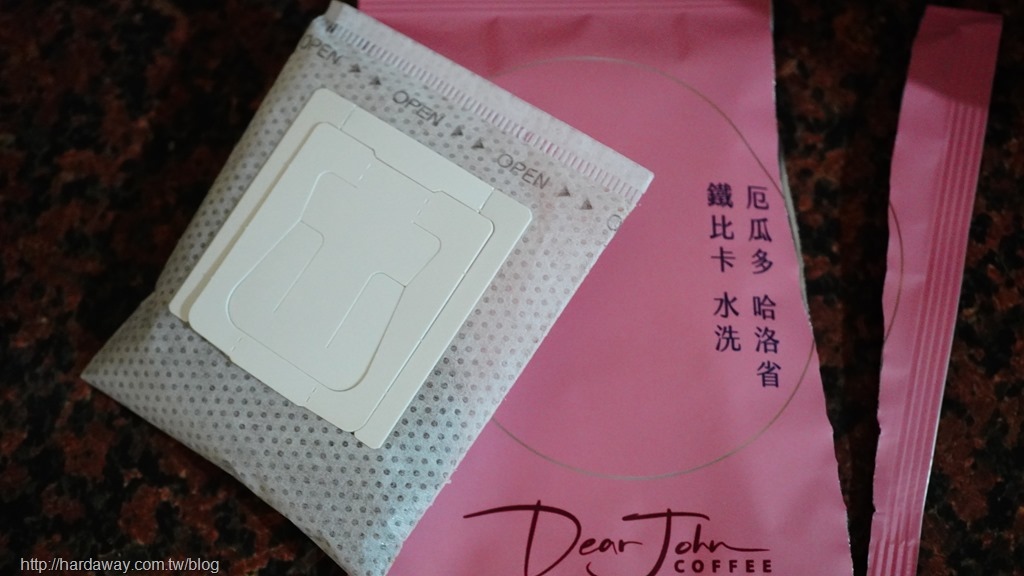 OPEN OPEN OPEN
厄瓜多 哈洛省
鐵比卡 水洗
Dear John
COFFEE
http://hardaway.com.tw/blog